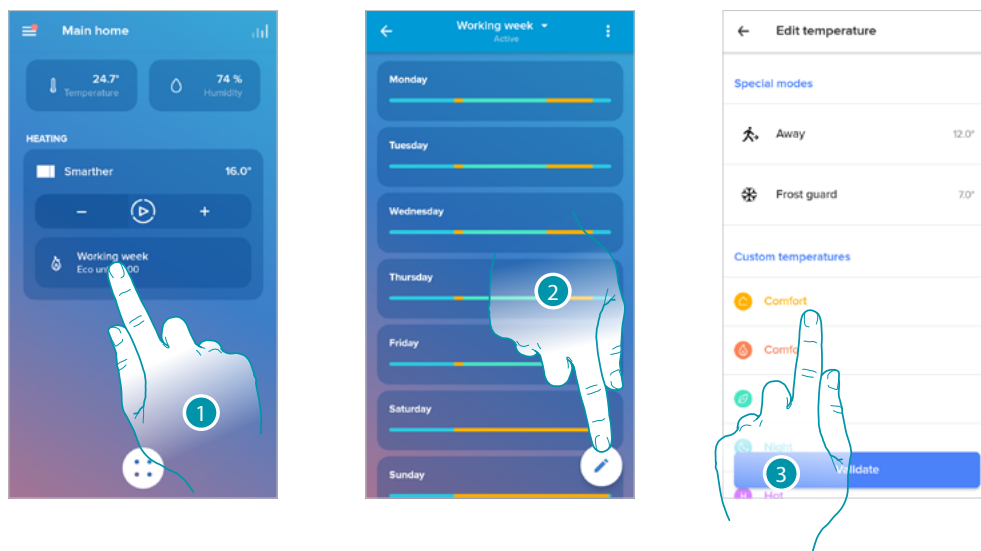 Main home
24.7°
Temperature
74 %
Humidity
HEATING
Smarther
16.0°
Working week
Eco
00
1
Working week
Active
Monday
Tuesday
Wednesday
Thursday
Friday
Saturday
Sunday
2
Edit temperature
Special modes
Away
12.0°
Frost guard
7.0°
Custom temperatures
Comfort
Night
Validate
H
Hot
3